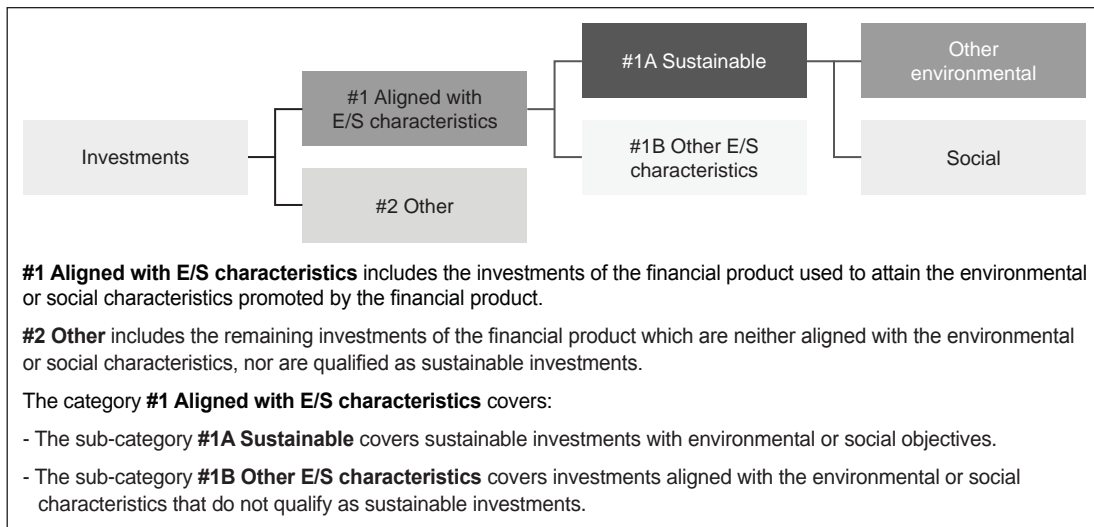 Investments
#1 Aligned with
E/S characteristics
#2 Other
#1A Sustainable
#1B Other E/S
characteristics
Other
environmental
Social
#1 Aligned with E/S characteristics includes the investments of the financial product used to attain the environmental
or social characteristics promoted by the financial product.
#2 Other includes the remaining investments of the financial product which are neither aligned with the environmental
or social characteristics, nor are qualified as sustainable investments.
The category #1 Aligned with E/S characteristics covers:
- The sub-category #1A Sustainable covers sustainable investments with environmental or social objectives.
- The sub-category #1B Other E/S characteristics covers investments aligned with the environmental or social
characteristics that do not qualify as sustainable investments.